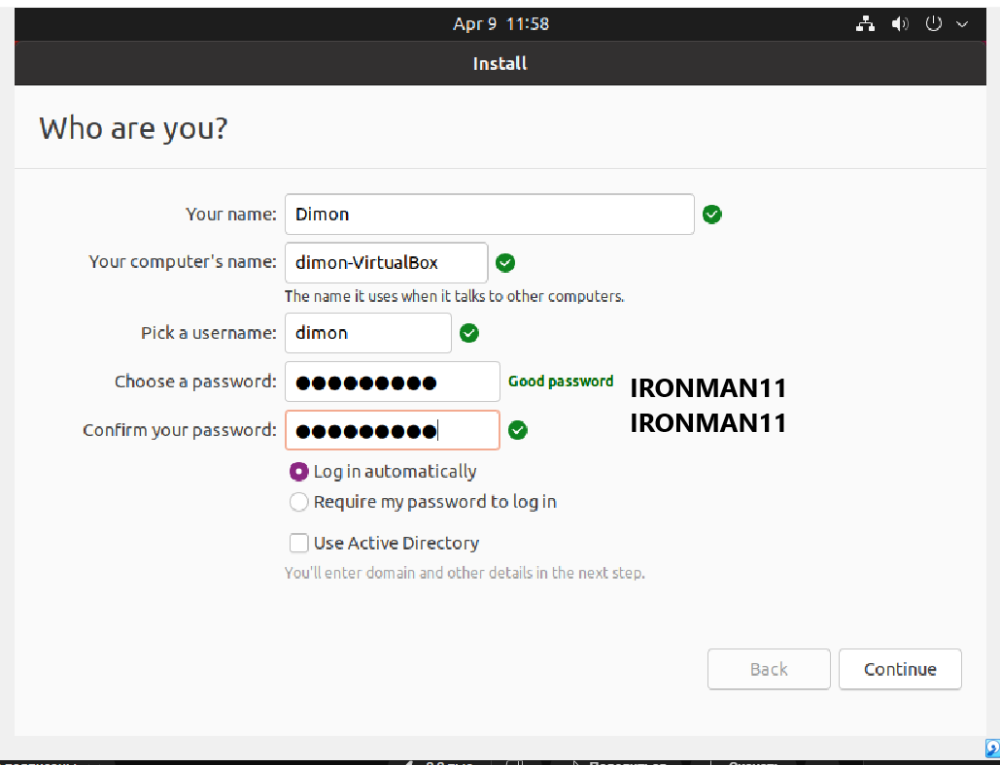 Apr 9 11:58
Install
Who are you?
Your name: Dimon
Your computer's name: dimon-VirtualBox
The name it uses when it talks to other computers.
Pick a username: dimon
Choose a password: ●●●●●●●●● Good password IRONMAN11
Confirm your password: ●●●●●●●●● IRONMAN11
Log in automatically
Require my password to log in
Use Active Directory
You'll enter domain and other details in the next step.
Back Continue